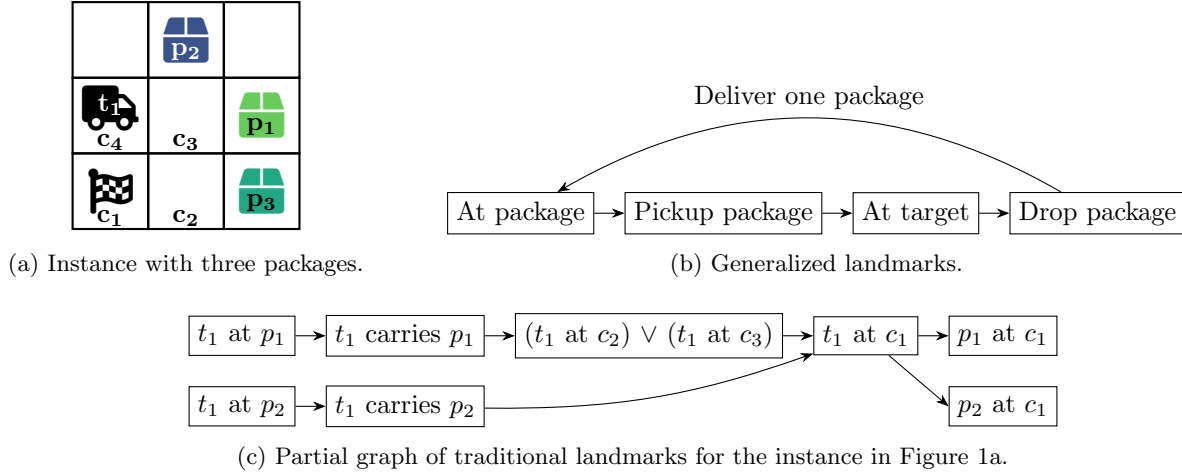 p₂
t₁
p₁
c₄ c₃
p₃
c₁ c₂
(a) Instance with three packages.
Deliver one package
At package Pickup package At target Drop package
(b) Generalized landmarks.
t₁ at p₁ t₁ carries p₁ (t₁ at c₂) ∨ (t₁ at c₃) t₁ at c₁ p₁ at c₁
t₁ at p₂ t₁ carries p₂ p₂ at c₁
(c) Partial graph of traditional landmarks for the instance in Figure 1a.